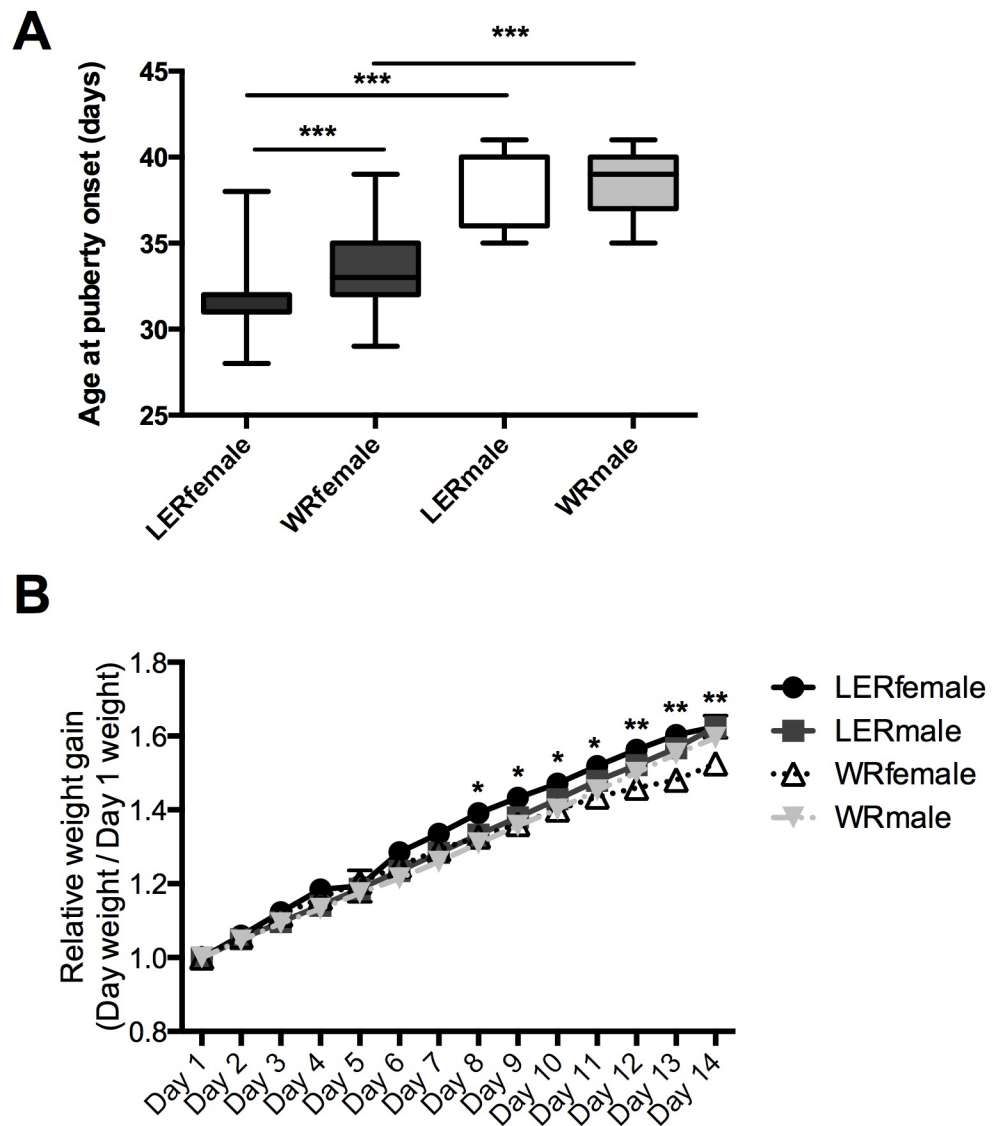 A
***
***
***
Age at puberty onset (days)
45
40
35
30
25
LERfemale
WRfemale
LERmale
WRmale
B
Relative weight gain
(Day weight / Day 1 weight)
1.8
1.6
1.4
1.2
1.0
0.8
* * * * ** ** **
Day 1
Day 2
Day 3
Day 4
Day 5
Day 6
Day 7
Day 8
Day 9
Day 10
Day 11
Day 12
Day 13
Day 14
LERfemale
LERmale
WRfemale
WRmale